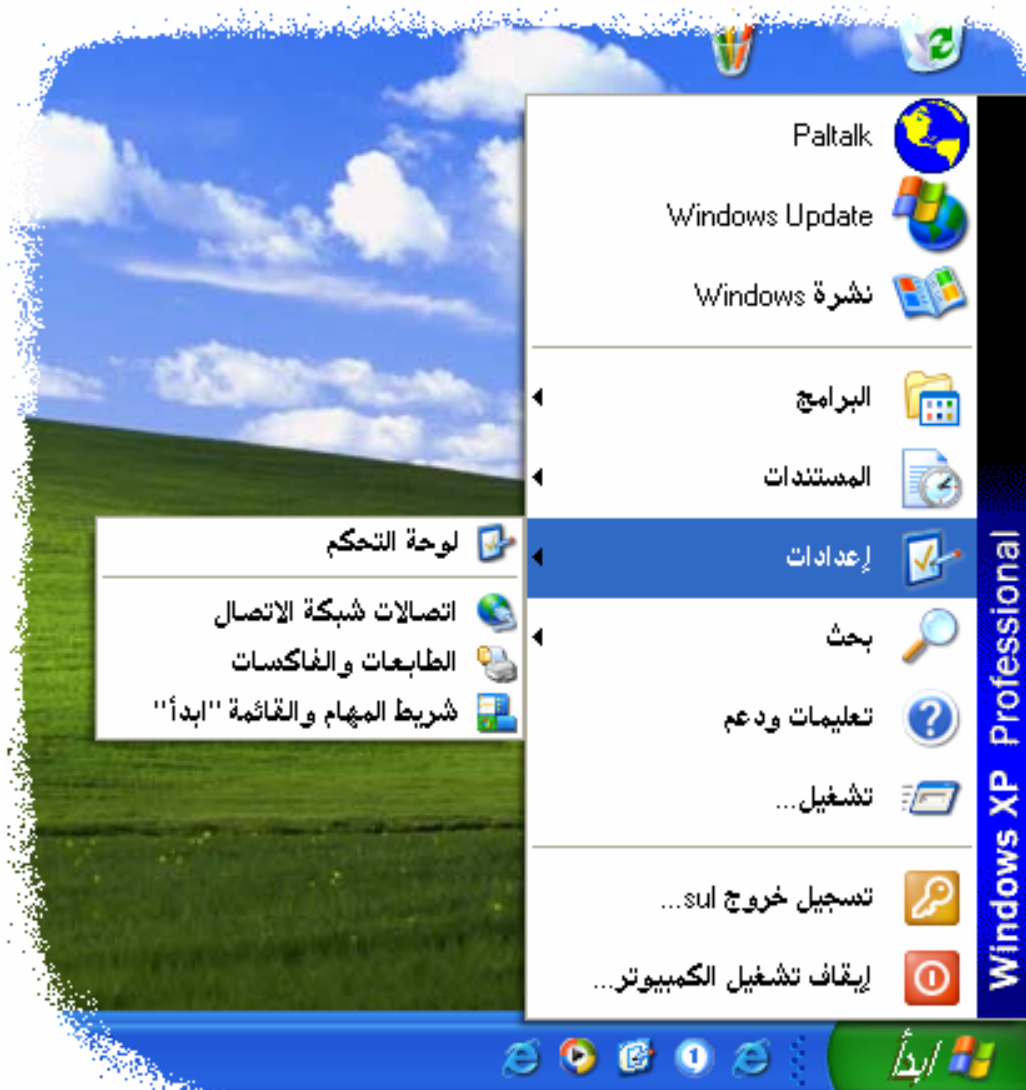 Paltalk
Windows Update
نشرة Windows
البرامج
المستندات
إعدادات
لوحة التحكم
اتصالات شبكة الاتصال
الطابعات والفاكسات
شريط المهام والقائمة "ابدأ"
بحث
تعليمات ودعم
تشغيل...
تسجيل خروج sul...
إيقاف تشغيل الكمبيوتر...
Windows XP Professional
1
ابدأ